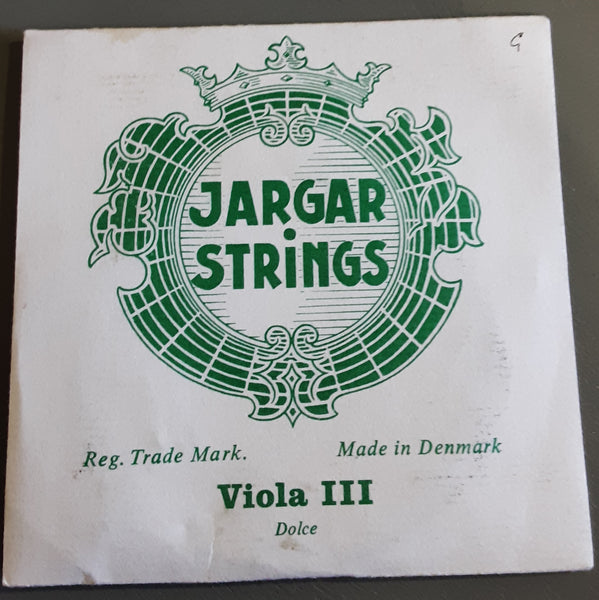 G
JARGAR
STRiNGS
Reg. Trade Mark. Made in Denmark
Viola III
Dolce